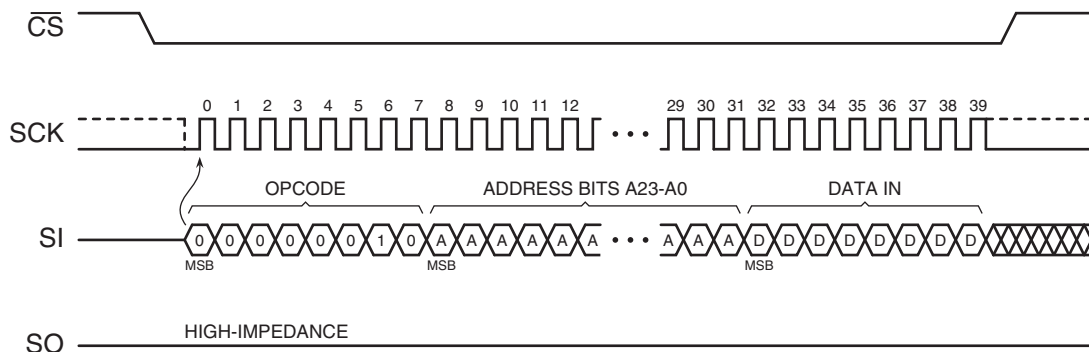 CS
0 1 2 3 4 5 6 7 8 9 10 11 12 29 30 31 32 33 34 35 36 37 38 39
SCK
OPCODE ADDRESS BITS A23-A0 DATA IN
SI 0 0 0 0 0 0 1 0 A A A A A A A A A D D D D D D D D
MSB MSB MSB
HIGH-IMPEDANCE
SO